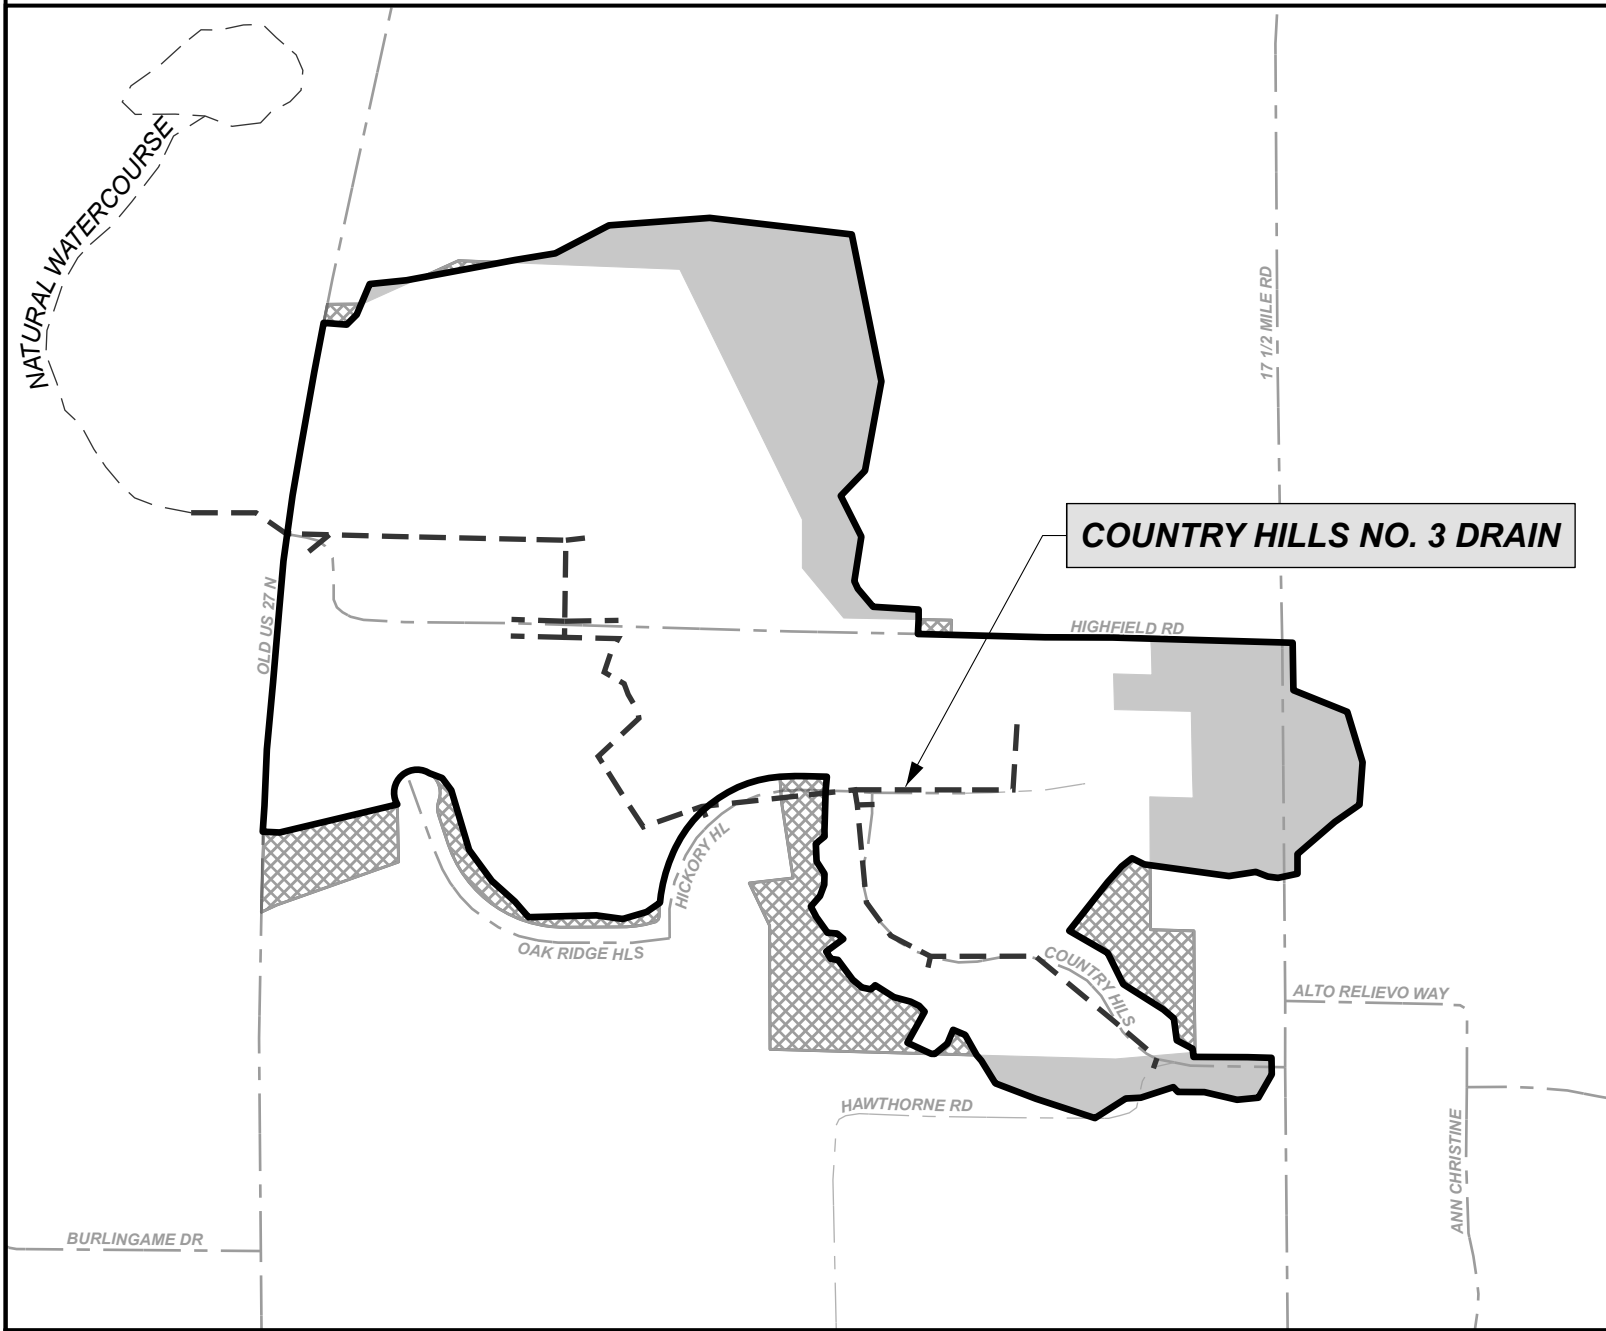 NATURAL WATERCOURSE
17 1/2 MILE RD
COUNTRY HILLS NO. 3 DRAIN
OLD US 27 N
HIGHFIELD RD
HICKORY HL
OAK RIDGE HLS
COUNTRY HILS
ALTO RELIEVO WAY
HAWTHORNE RD
ANN CHRISTINE
BURLINGAME DR